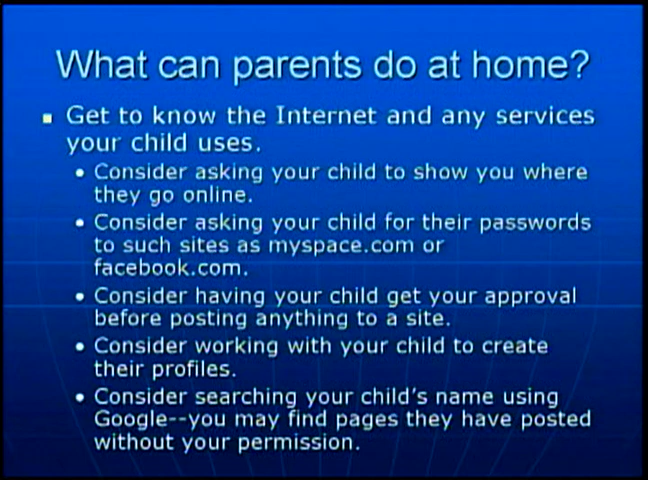 What can parents do at home?
Get to know the Internet and any services
your child uses.
Consider asking your child to show you where
they go online.
Consider asking your child for their passwords
to such sites as myspace.com or
facebook.com.
Consider having your child get your approval
before posting anything to a site.
Consider working with your child to create
their profiles.
Consider searching your child's name using
Google--you may find pages they have posted
without your permission.